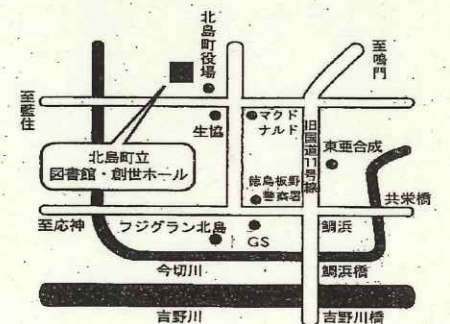 北島町役場
至鳴門
至藍住
生協
マクド
ナルド
旧国道11号線
東亜合成
北島町立
図書館・創世ホール
徳島板野
警察署
共栄橋
至応神
フジグラン北島
GS
鯛浜
今切川
鯛浜橋
吉野川
吉野川橋